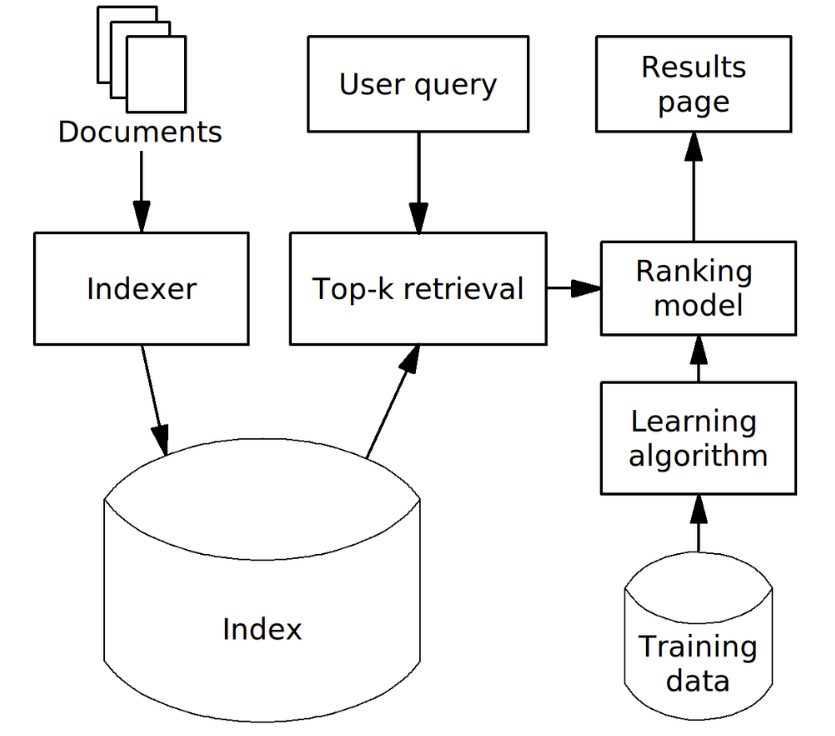 Documents
User query
Results
page
Indexer
Top-k retrieval
Ranking
model
Learning
algorithm
Index
Training
data